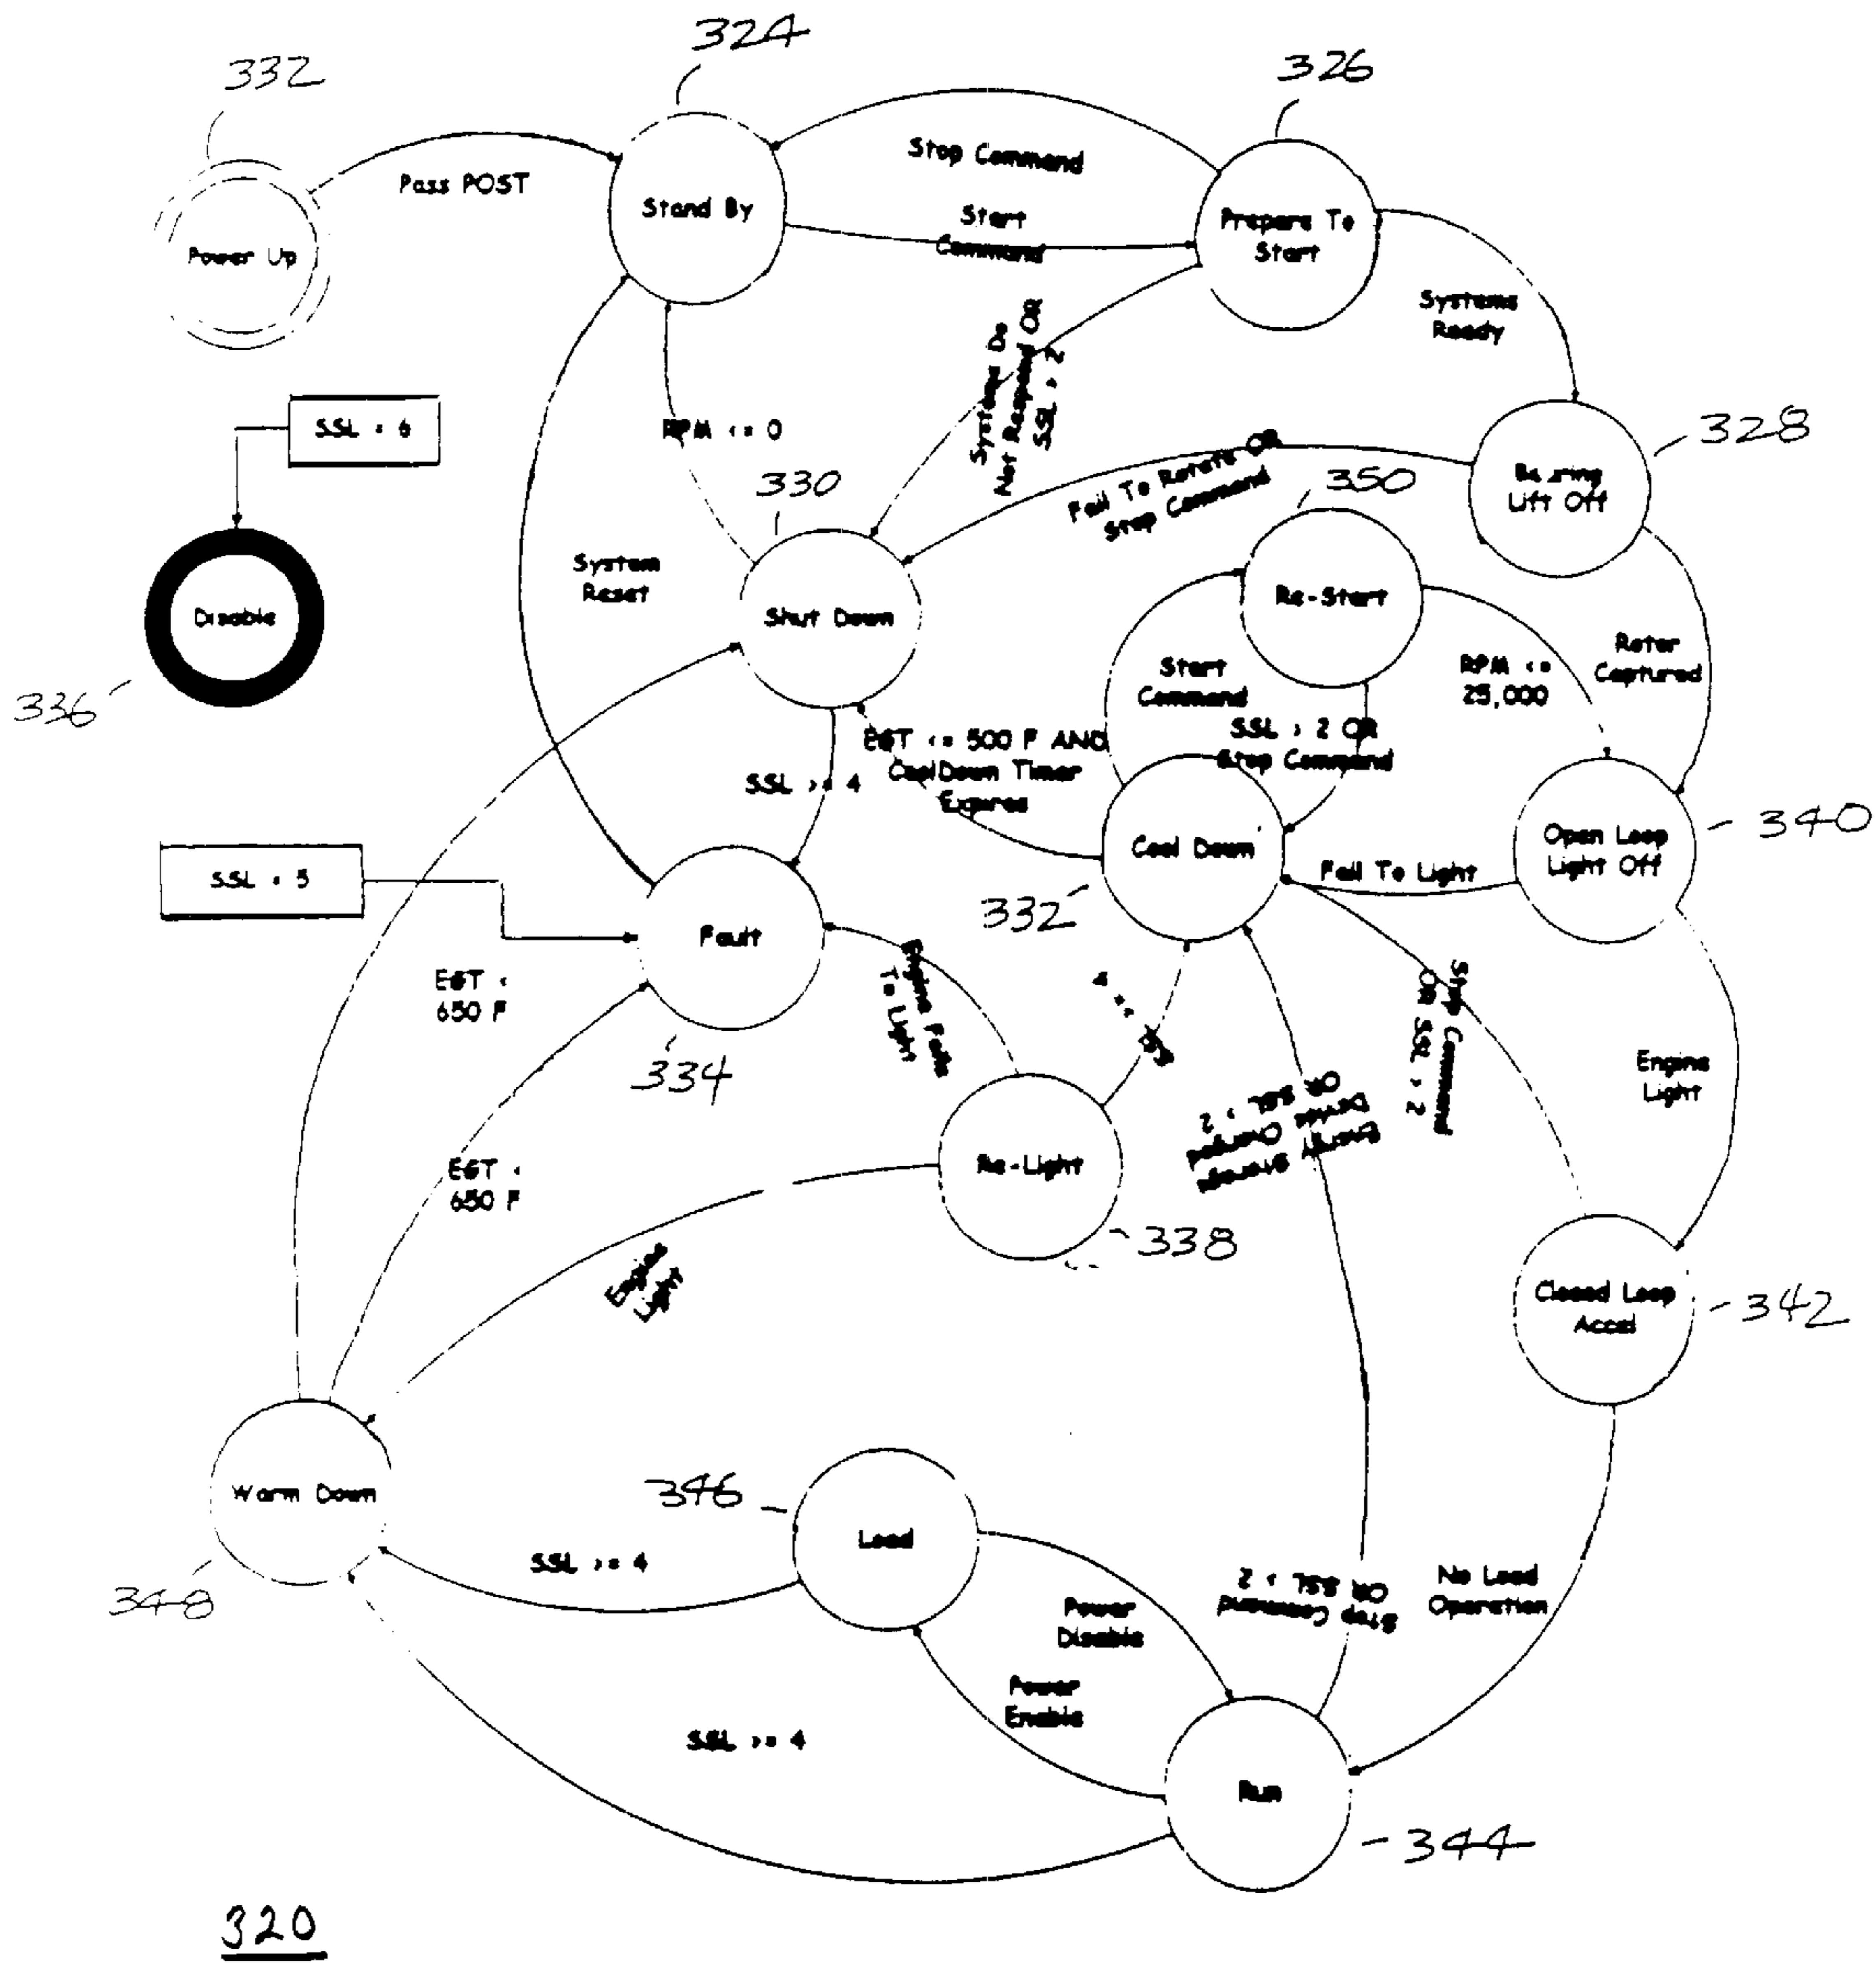 324
332
326
Stop Command
Pass POST
Stand By
Start
Command
Prepare To
Start
Power Up
Systems
Ready
Systems Do
Not Respond OR
SSL > 2
SSL = 6
RPM <= 0
328
Fail To Rotate OR
Stop Command
330
350
Lift Off
System
Reset
Re-Start
Disable
Shut Down
Rotor
Captured
Start
Command
RPM <=
25,000
336
SSL > 2 OR
Stop Command
EGT <= 500 F AND
CoolDown Timer
Expires
SSL >= 4
340
Cool Down
Open Loop
Light Off
Fail To Light
SSL = 5
332
Fault
Engine Fails
To Light
EGT <
650 F
Stop Command
OR SSL > 2
334
Engine
Light
EGT <
650 F
Re-Light
OR SSL > 2
338
Engine
Light
Closed Loop
Accel
342
346
Warm Down
Load
SSL >= 4
348
Stop Command
OR SSL > 2
No Load
Operation
Power
Disable
Power
Enable
SSL >= 4
Run
344
320